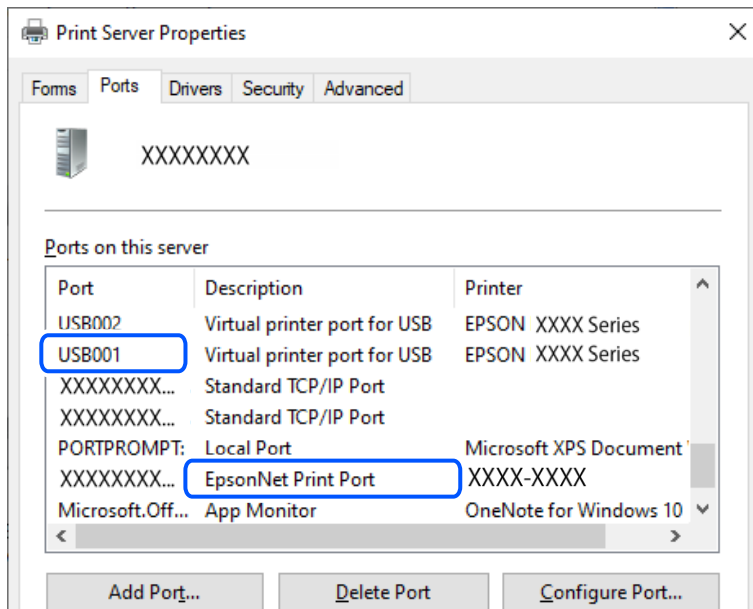 Print Server Properties
Forms Ports Drivers Security Advanced
XXXXXXXX
Ports on this server
Port Description Printer
USB002 Virtual printer port for USB EPSON XXXX Series
USB001 Virtual printer port for USB EPSON XXXX Series
XXXXXXXX... Standard TCP/IP Port
XXXXXXXX... Standard TCP/IP Port
PORTPROMPT: Local Port Microsoft XPS Document
XXXXXXXX... EpsonNet Print Port XXXX-XXXX
Microsoft.Off... App Monitor OneNote for Windows 10
Add Port... Delete Port Configure Port...